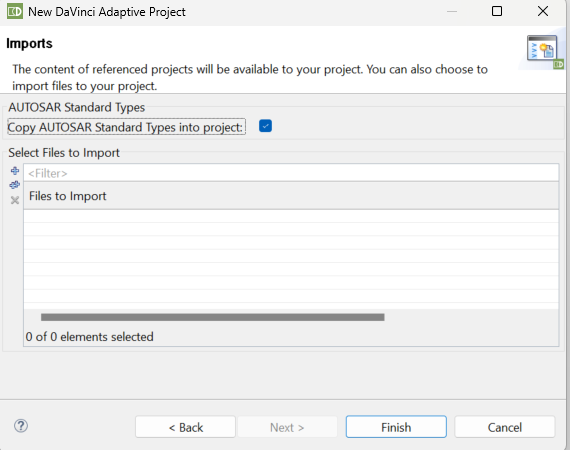 New DaVinci Adaptive Project
Imports
The content of referenced projects will be available to your project. You can also choose to
import files to your project.
AUTOSAR Standard Types
Copy AUTOSAR Standard Types into project:
Select Files to Import
<Filter>
Files to Import
0 of 0 elements selected
< Back
Next >
Finish
Cancel